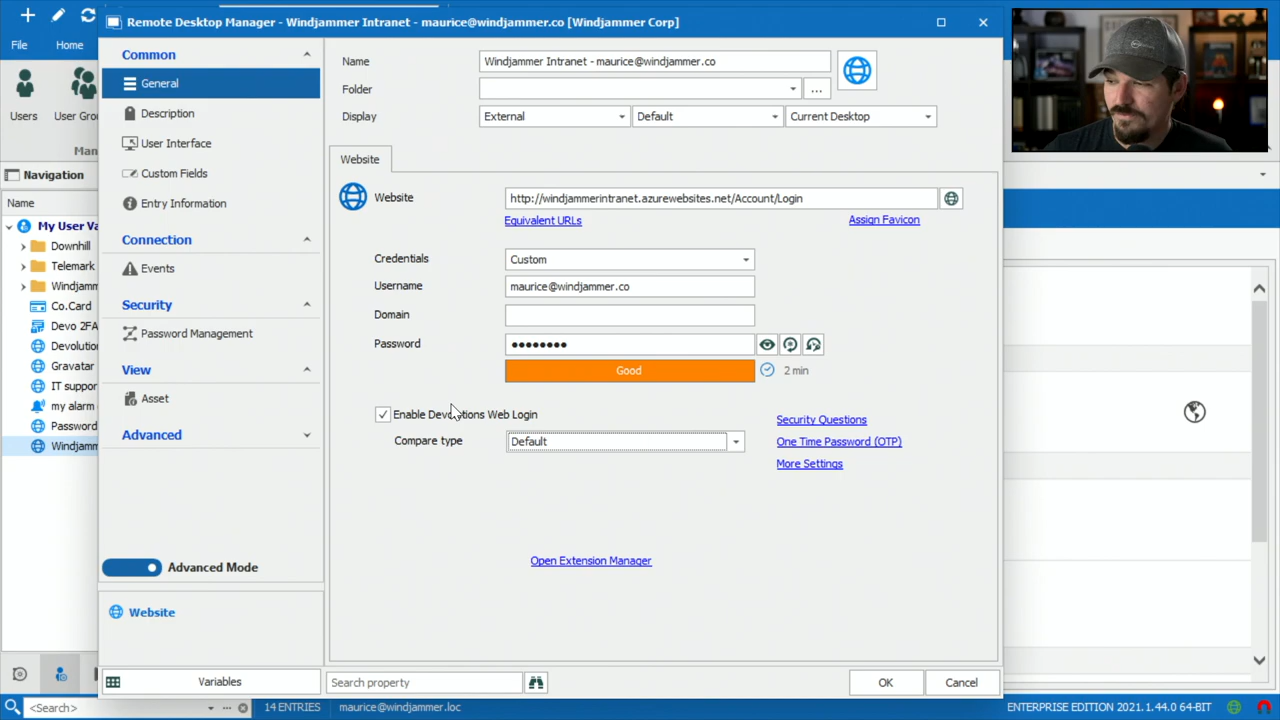 Remote Desktop Manager - Windjammer Intranet - maurice@windjammer.co [Windjammer Corp]
File
Home
Users
User Gro
Man
Navigation
Name
My User Va
Downhill
Telemark
Windjamm
Co.Card
Devo 2FA
Devolution
Gravatar
IT support
my alarm
Password
Windjamm
<Search>
Common
General
Description
User Interface
Custom Fields
Entry Information
Connection
Events
Security
Password Management
View
Asset
Advanced
Advanced Mode
Website
Variables
Name
Windjammer Intranet - maurice@windjammer.co
Folder
...
Display
External
Default
Current Desktop
Website
Website
http://windjammerintranet.azurewebsites.net/Account/Login
Equivalent URLs
Assign Favicon
Credentials
Custom
Username
maurice@windjammer.co
Domain
Password
●●●●●●●●
Good
2 min
Enable Devolutions Web Login
Compare type
Default
Security Questions
One Time Password (OTP)
More Settings
Open Extension Manager
Search property
OK
Cancel
14 ENTRIES
maurice@windjammer.loc
ENTERPRISE EDITION 2021.1.44.0 64-BIT